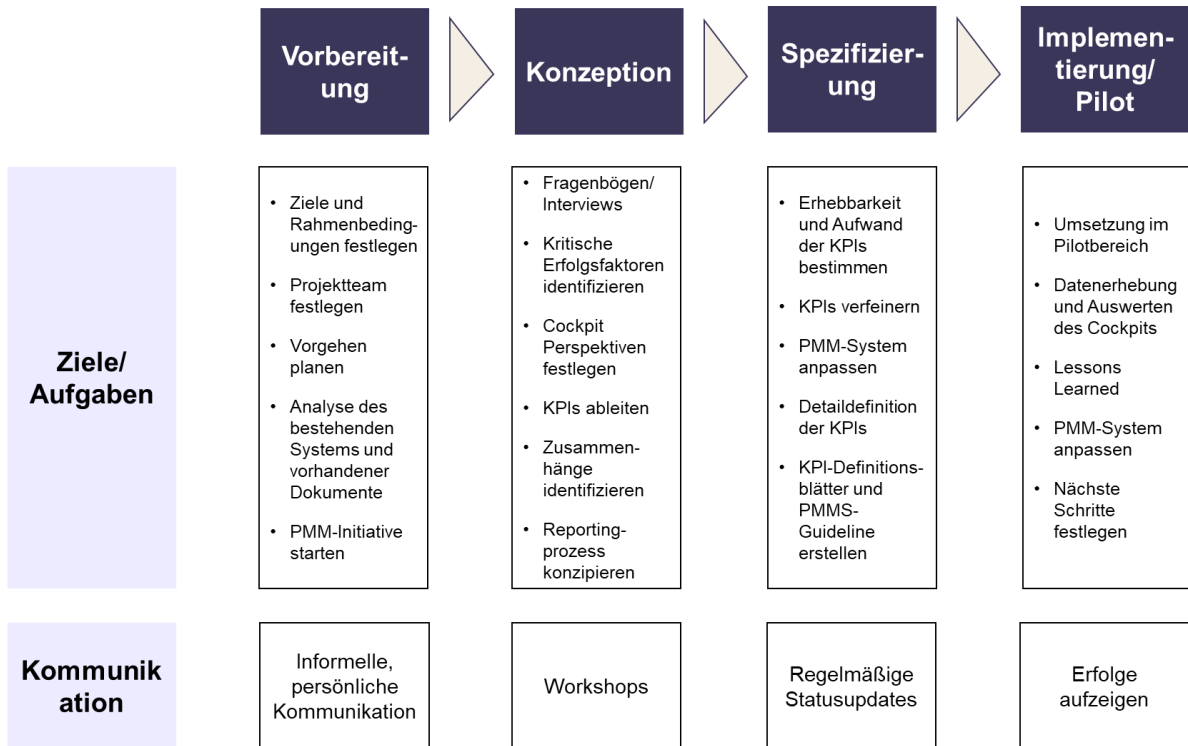 Vorbereit-
ung
Konzeption
Spezifizier-
ung
Implemen-
tierung/
Pilot
Ziele/
Aufgaben
• Ziele und
Rahmenbeding-
ungen festlegen
• Projektteam
festlegen
• Vorgehen
planen
• Analyse des
bestehenden
Systems und
vorhandener
Dokumente
• PMM-Initiative
starten
• Fragenbögen/
Interviews
• Kritische
Erfolgsfaktoren
identifizieren
• Cockpit
Perspektiven
festlegen
• KPIs ableiten
• Zusammen-
hänge
identifizieren
• Reporting-
prozess
konzipieren
• Erhebbarkeit
und Aufwand
der KPIs
bestimmen
• KPIs verfeinern
• PMM-System
anpassen
• Detaildefinition
der KPIs
• KPI-Definitions-
blätter und
PMMS-
Guideline
erstellen
• Umsetzung im
Pilotbereich
• Datenerhebung
und Auswerten
des Cockpits
• Lessons
Learned
• PMM-System
anpassen
• Nächste
Schritte
festlegen
Kommunik
ation
Informelle,
persönliche
Kommunikation
Workshops
Regelmäßige
Statusupdates
Erfolge
aufzeigen